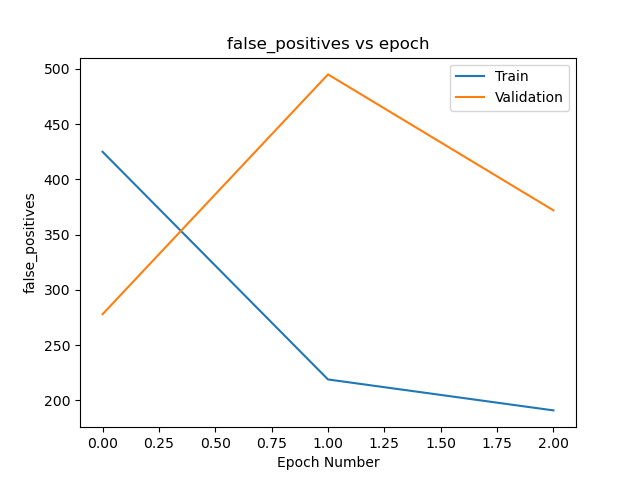 false_positives vs epoch
500
450
400
350
300
250
200
false_positives
Train
Validation
0.00 0.25 0.50 0.75 1.00 1.25 1.50 1.75 2.00
Epoch Number